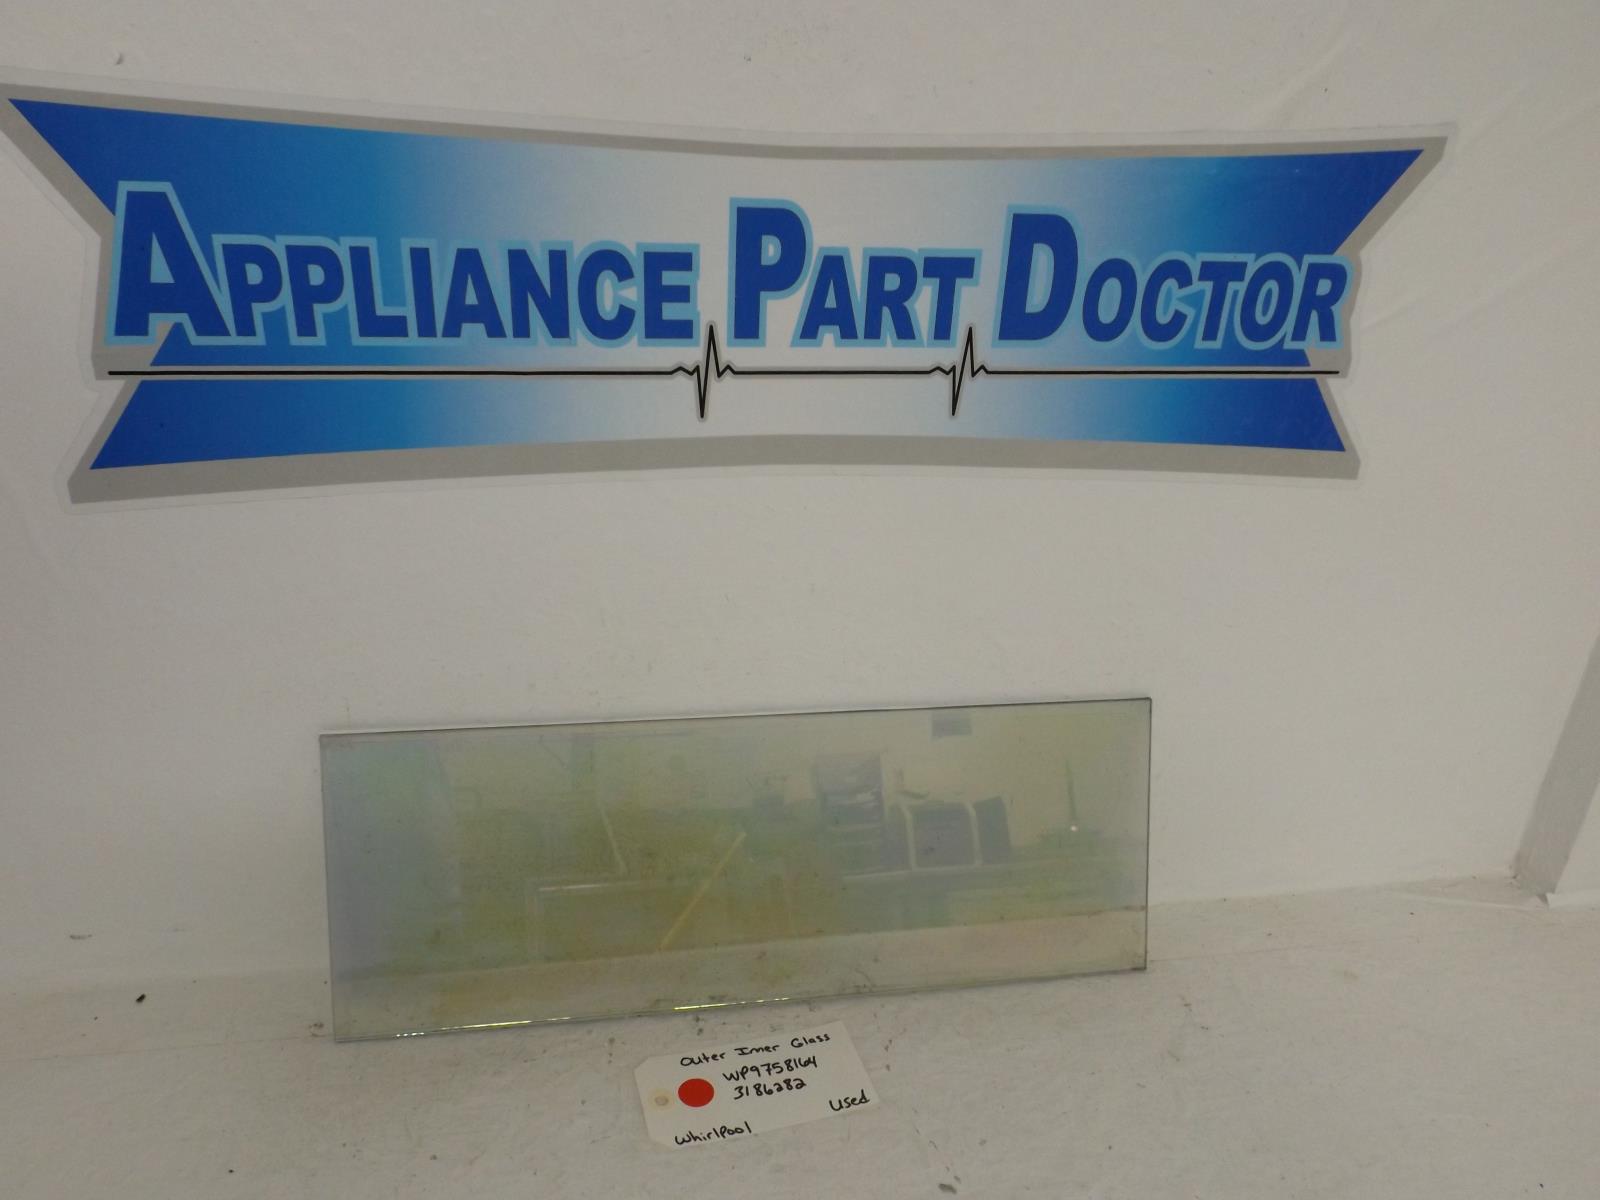 APPLIANCE PART DOCTOR
Outer Inner Glass
WP9758164
3186282
Used
Whirlpool